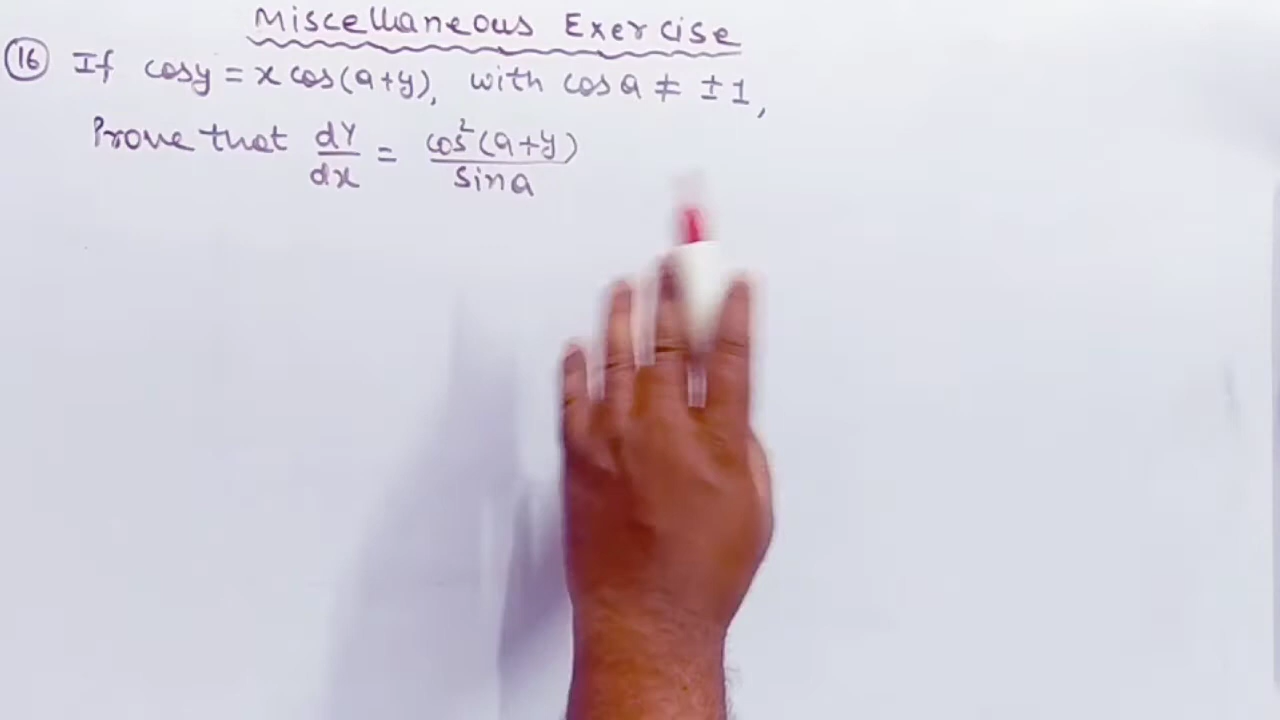 Miscellaneous Exercise
(16) If cosy = x cos(a+y), with cos a ≠ ±1,
Prove that dy/dx = cos²(a+y)/sin a